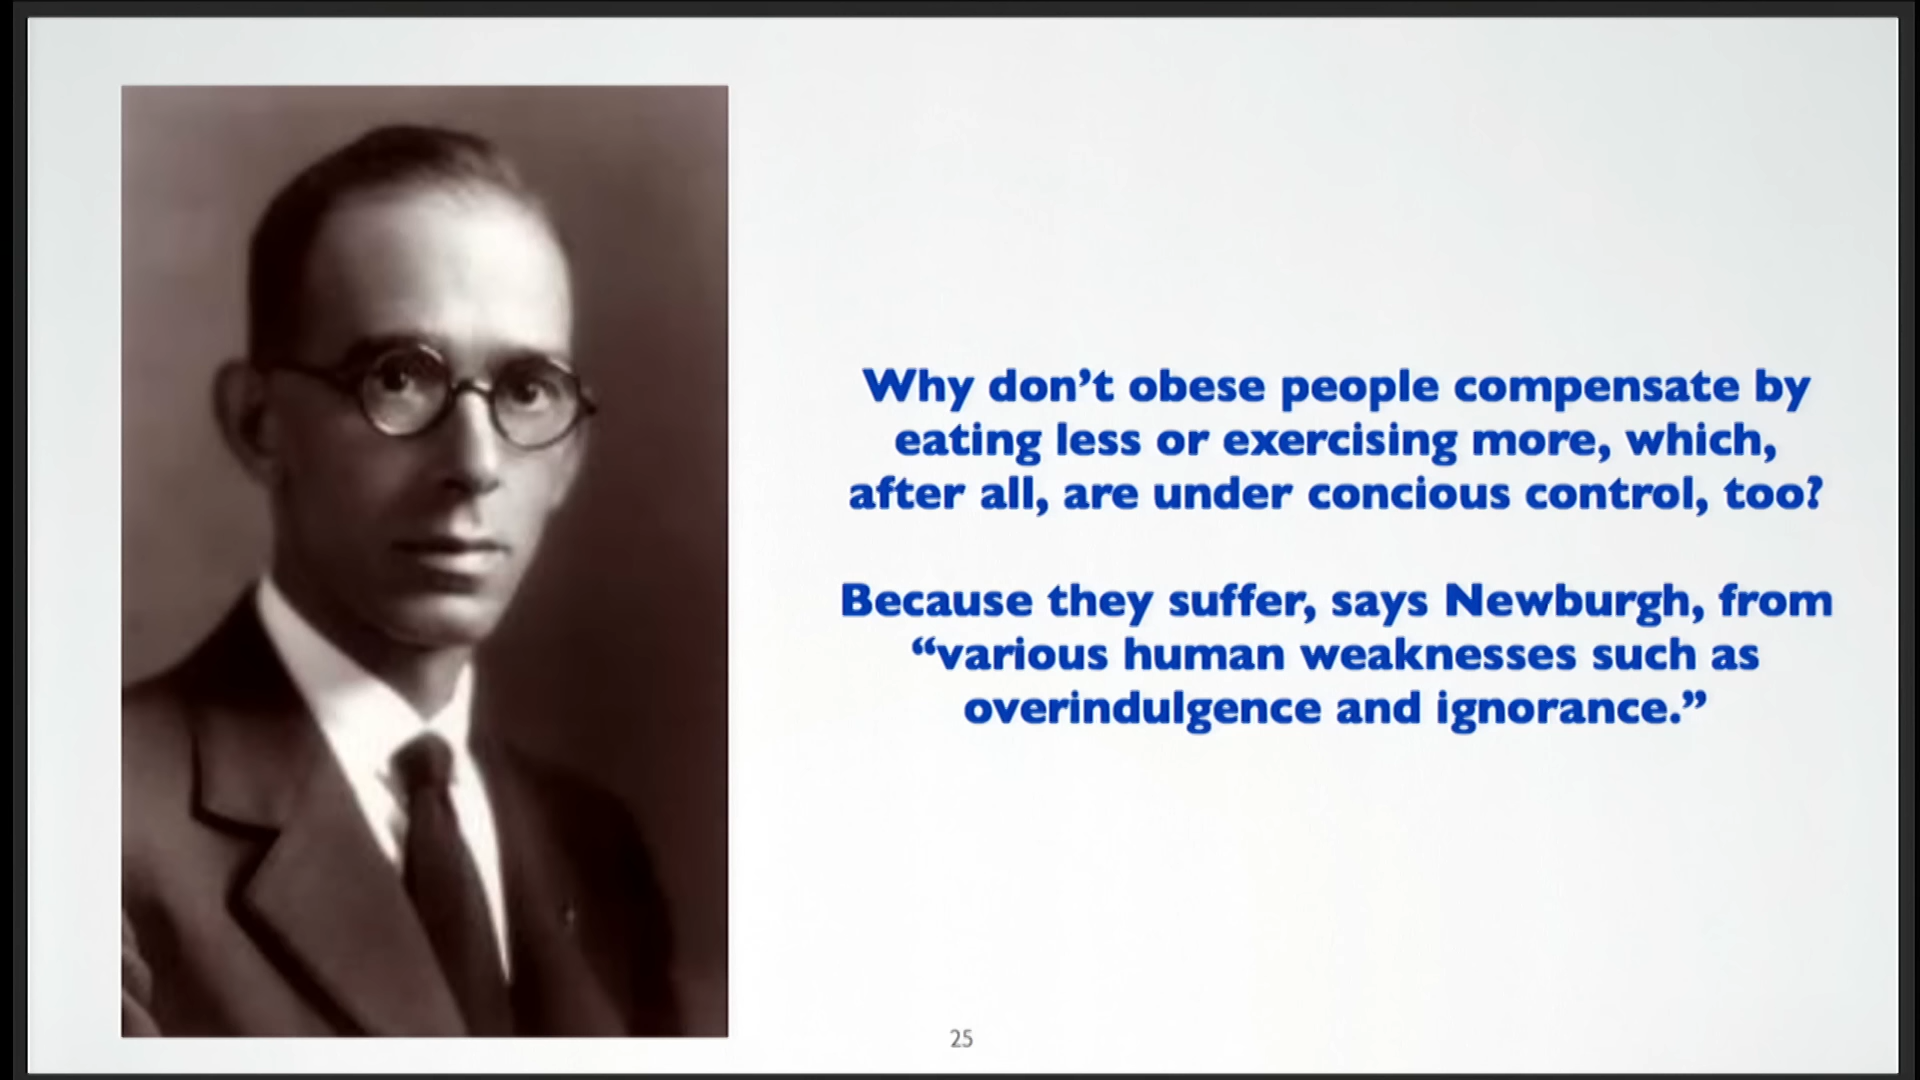 Why don’t obese people compensate by
eating less or exercising more, which,
after all, are under concious control, too?
Because they suffer, says Newburgh, from
“various human weaknesses such as
overindulgence and ignorance.”
25